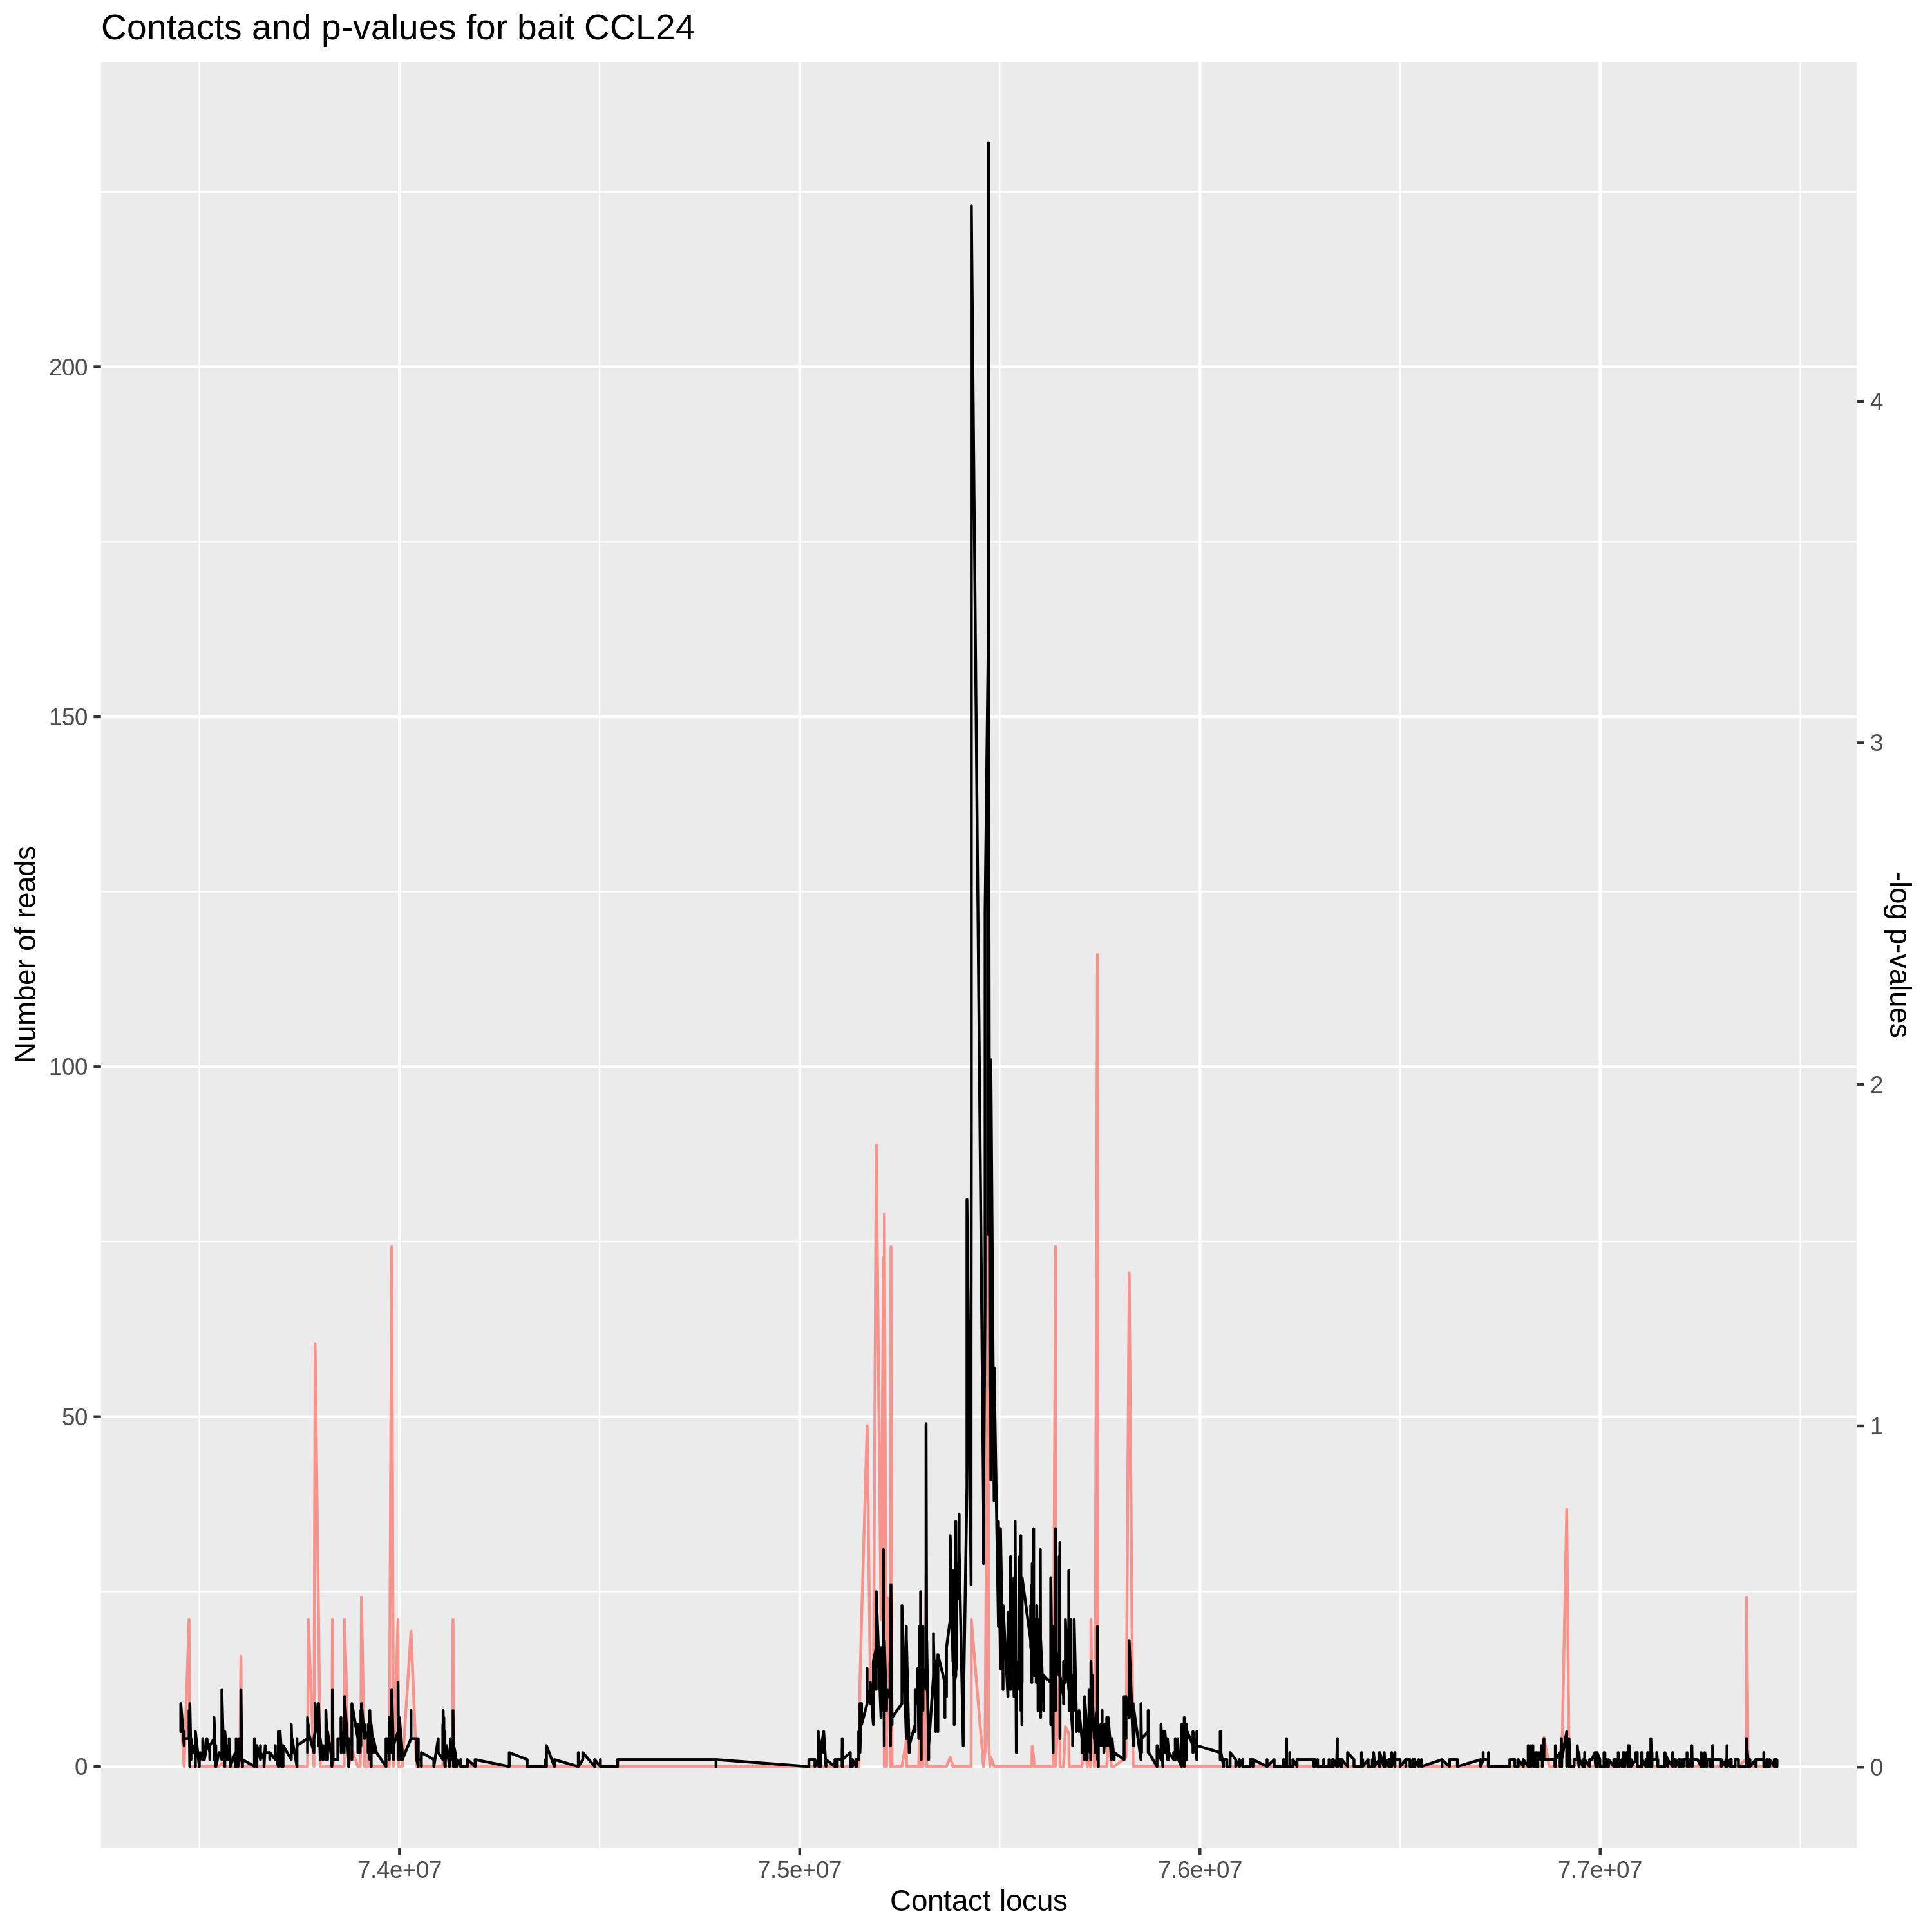 Contacts and p-values for bait CCL24
200
150
100
50
0
Number of reads
4
3
2
1
0
-log p-values
7.4e+07
7.5e+07
7.6e+07
7.7e+07
Contact locus